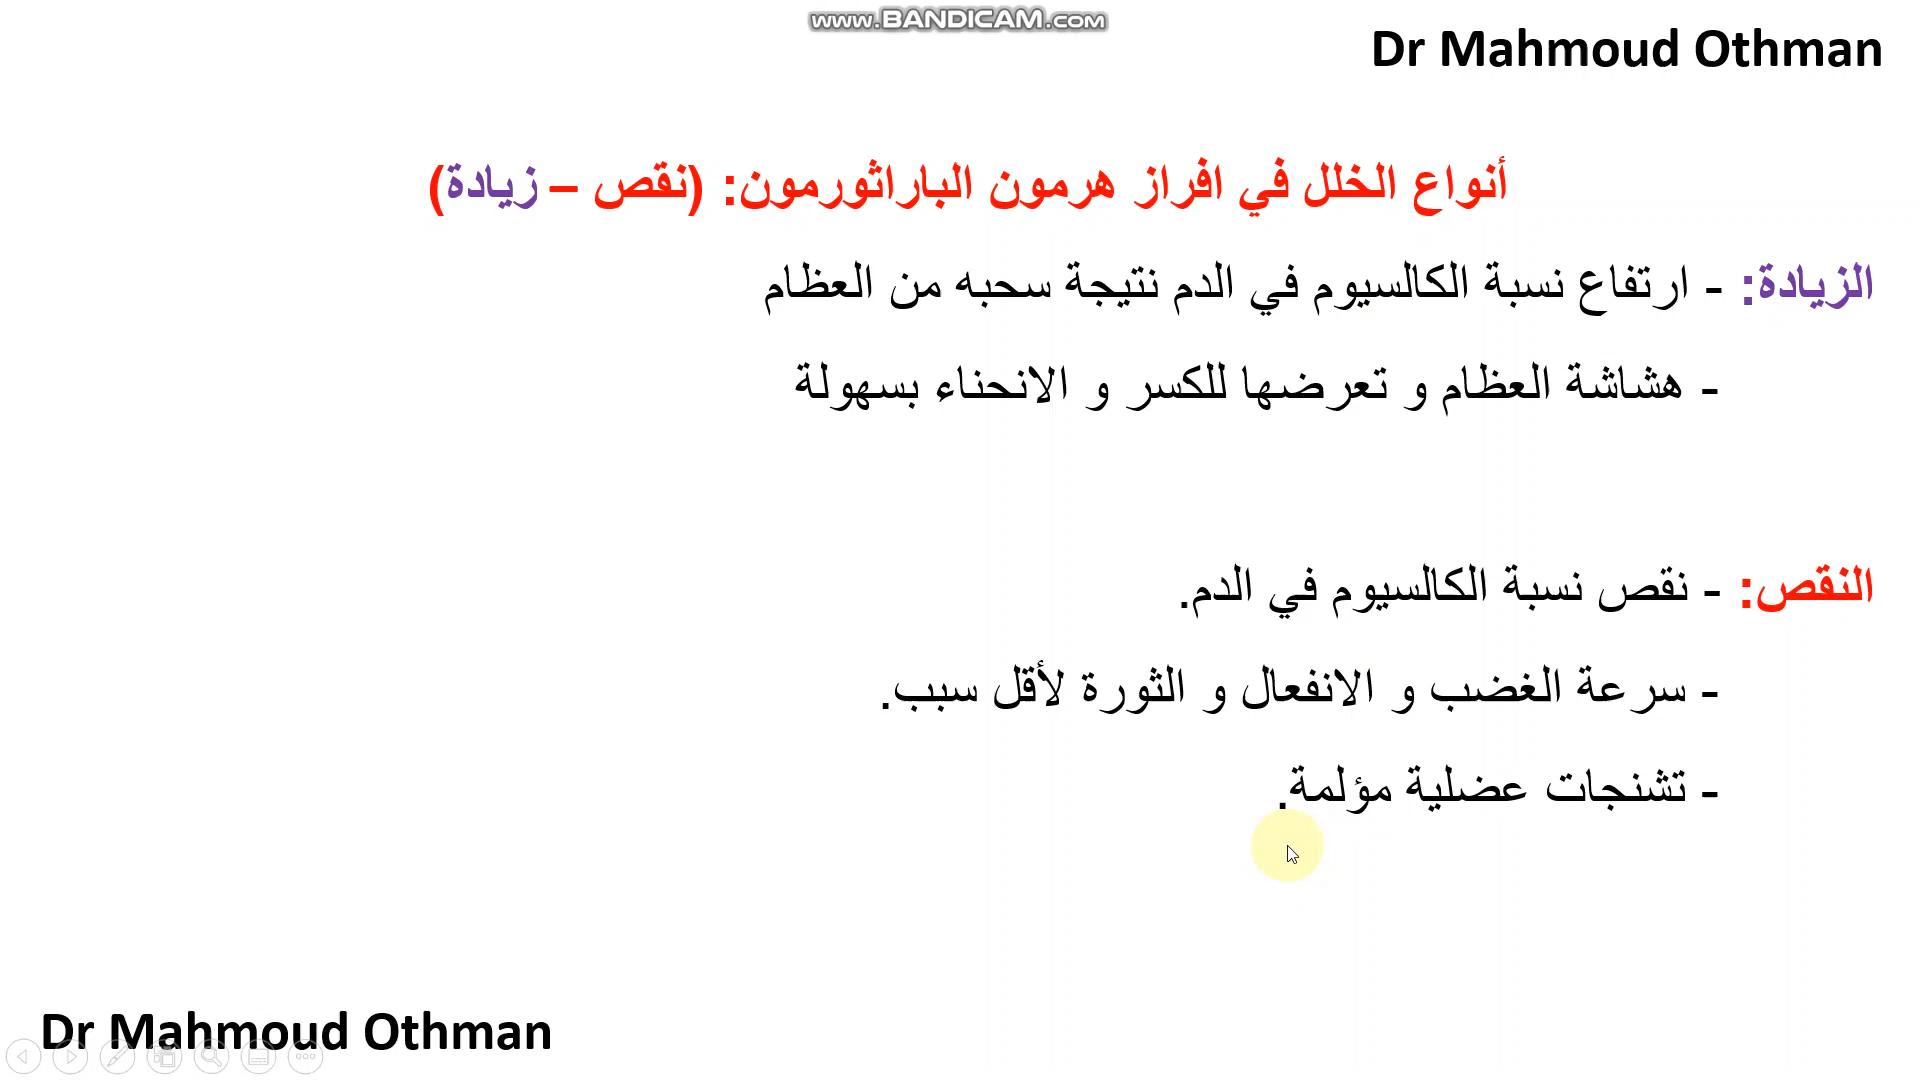 www.BANDICAM.com
Dr Mahmoud Othman
أنواع الخلل في افراز هرمون الباراثورمون: (نقص – زيادة)
الزيادة: - ارتفاع نسبة الكالسيوم في الدم نتيجة سحبه من العظام
- هشاشة العظام و تعرضها للكسر و الانحناء بسهولة
النقص: - نقص نسبة الكالسيوم في الدم.
- سرعة الغضب و الانفعال و الثورة لأقل سبب.
- تشنجات عضلية مؤلمة.
Dr Mahmoud Othman